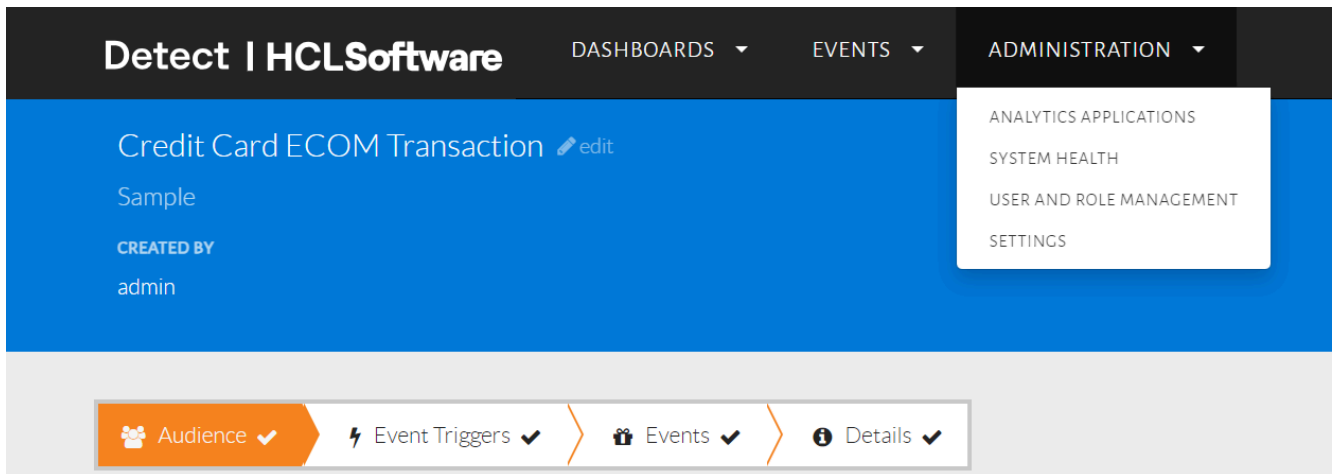 Detect | HCLSoftware DASHBOARDS EVENTS ADMINISTRATION
ANALYTICS APPLICATIONS
SYSTEM HEALTH
USER AND ROLE MANAGEMENT
SETTINGS
Credit Card ECOM Transaction edit
Sample
CREATED BY
admin
Audience Event Triggers Events Details